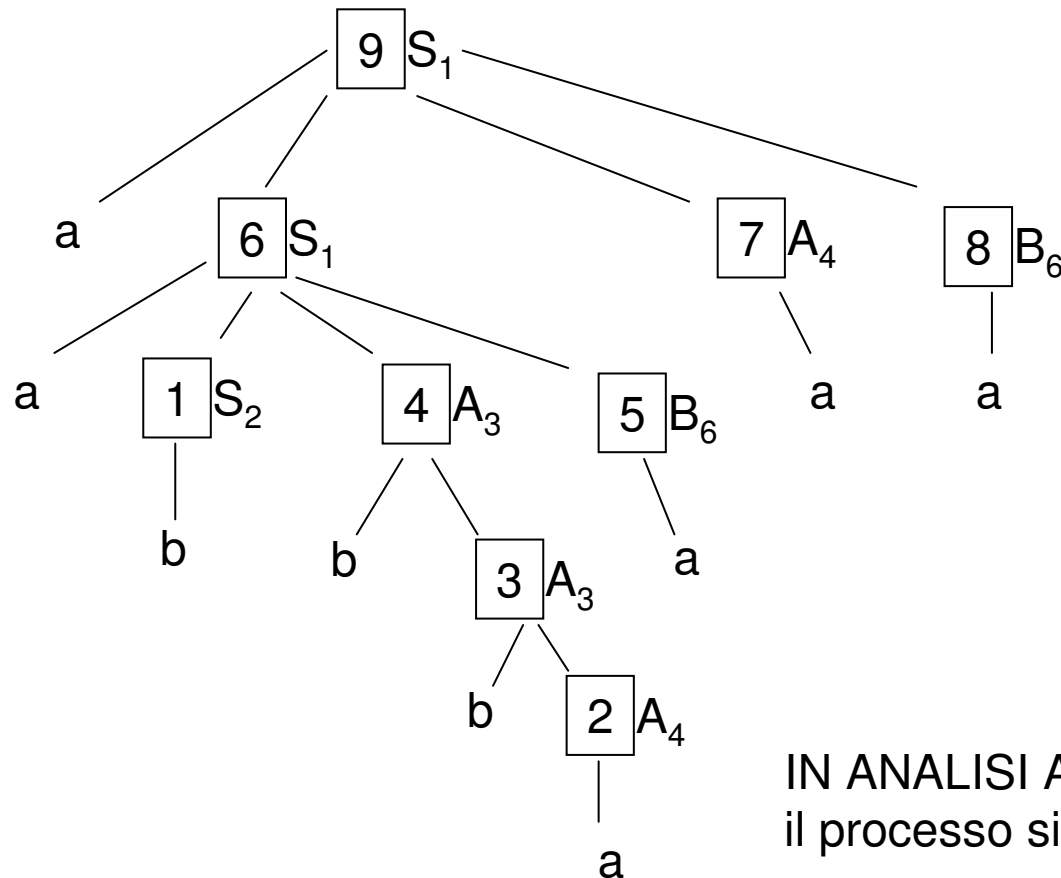 9 S₁
a 6 S₁ 7 A₄ 8 B₆
a 1 S₂ 4 A₃ 5 B₆ a a
b b 3 A₃ a
b 2 A₄
a
IN ANALISI A
il processo si